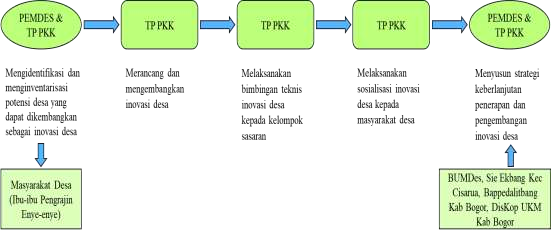 PEMDES &
TP PKK
TP PKK
TP PKK
TP PKK
PEMDES &
TP PKK
Mengidentifikasi dan
menginventarisasi
potensi desa yang
dapat dikembangkan
sebagai inovasi desa
Merancang dan
mengembangkan
inovasi desa
Melaksanakan
bimbingan teknis
inovasi desa
kepada kelompok
sasaran
Melaksanakan
sosialisasi inovasi
desa kepada
masyarakat desa
Menyusun strategi
keberlanjutan
penerapan dan
pengembangan
inovasi desa
Masyarakat Desa
(Ibu-ibu Pengrajin
Enye-enye)
BUMDes, Sie Ekbang Kec
Cisarua, Bappedalitbang
Kab Bogor, DisKop UKM
Kab Bogor